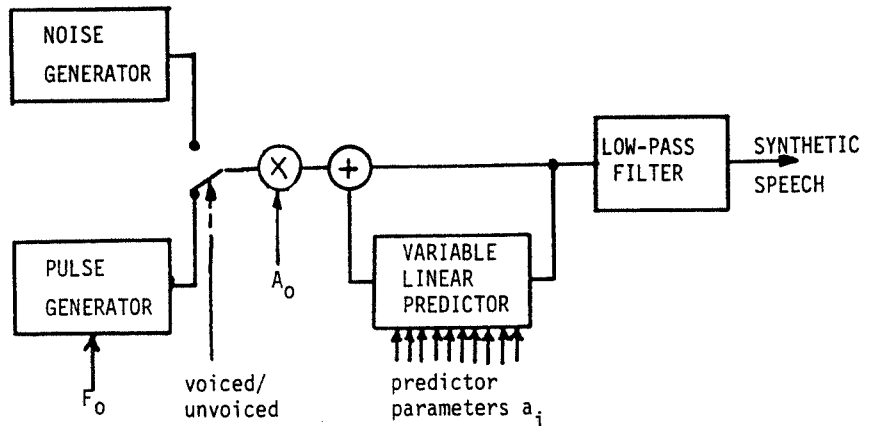 NOISE
GENERATOR
LOW-PASS
FILTER
SYNTHETIC
SPEECH
X
+
PULSE
GENERATOR
A₀
VARIABLE
LINEAR
PREDICTOR
F₀
voiced/
unvoiced
predictor
parameters aᵢ